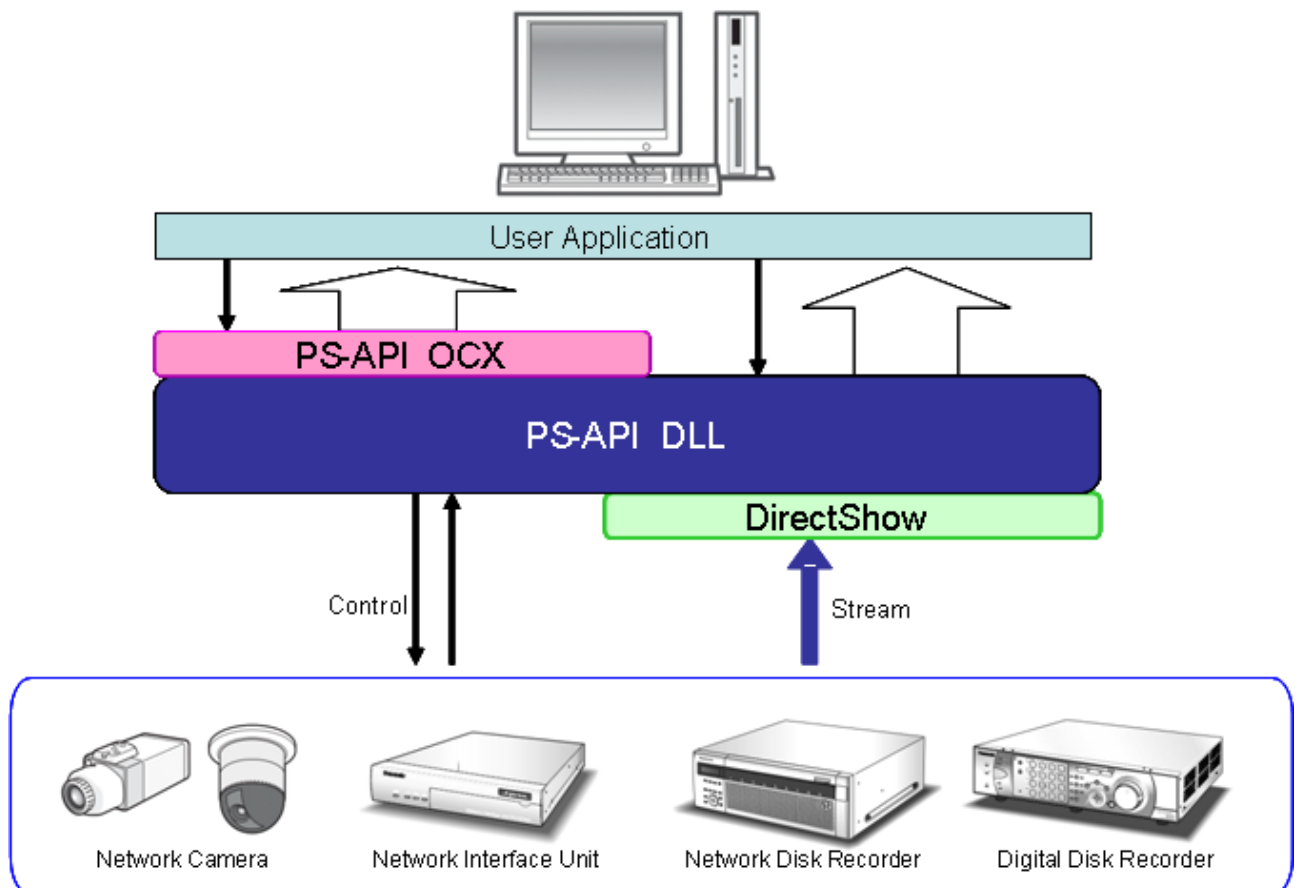 User Application
PS-API OCX
PS-API DLL
DirectShow
Control
Stream
Network Camera
Network Interface Unit
Network Disk Recorder
Digital Disk Recorder